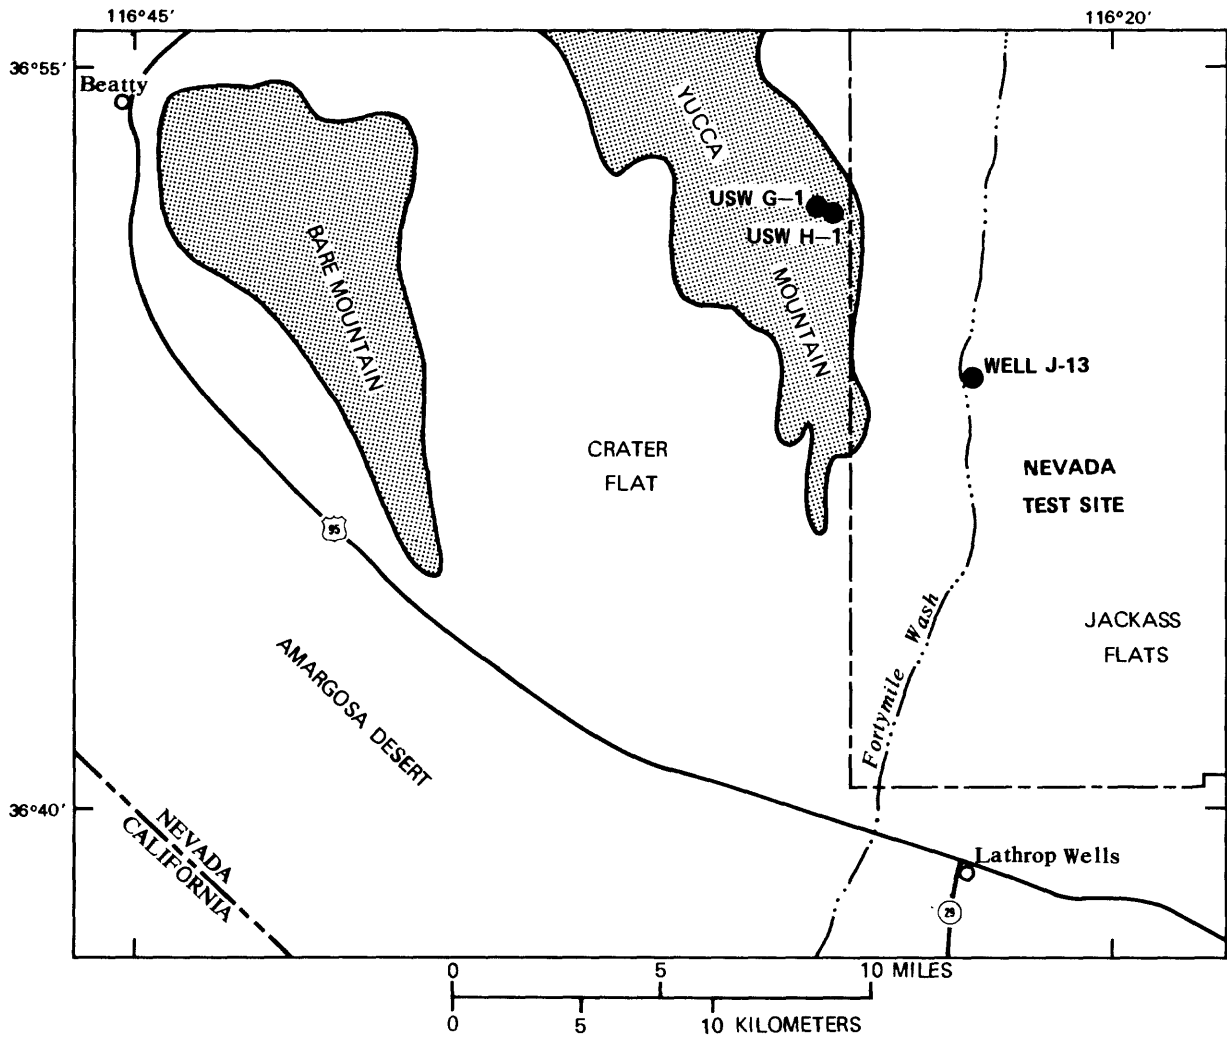 116°45′
116°20′
36°55′
Beatty
YUCCA
USW G–1
USW H–1
BARE MOUNTAIN
MOUNTAIN
WELL J-13
CRATER
FLAT
NEVADA
TEST SITE
95
Fortymile Wash
JACKASS
FLATS
AMARGOSA DESERT
36°40′
NEVADA
CALIFORNIA
Lathrop Wells
29
0 5 10 MILES
0 5 10 KILOMETERS